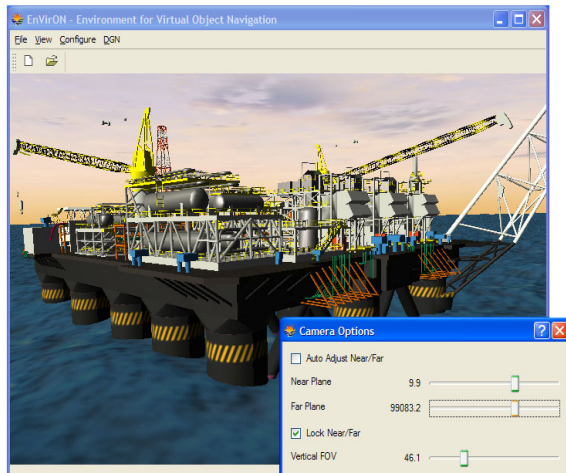 EnVirON - Environment for Virtual Object Navigation
File View Configure DGN
Camera Options
Auto Adjust Near/Far
Near Plane 9.9
Far Plane 99083.2
Lock Near/Far
Vertical FOV 46.1